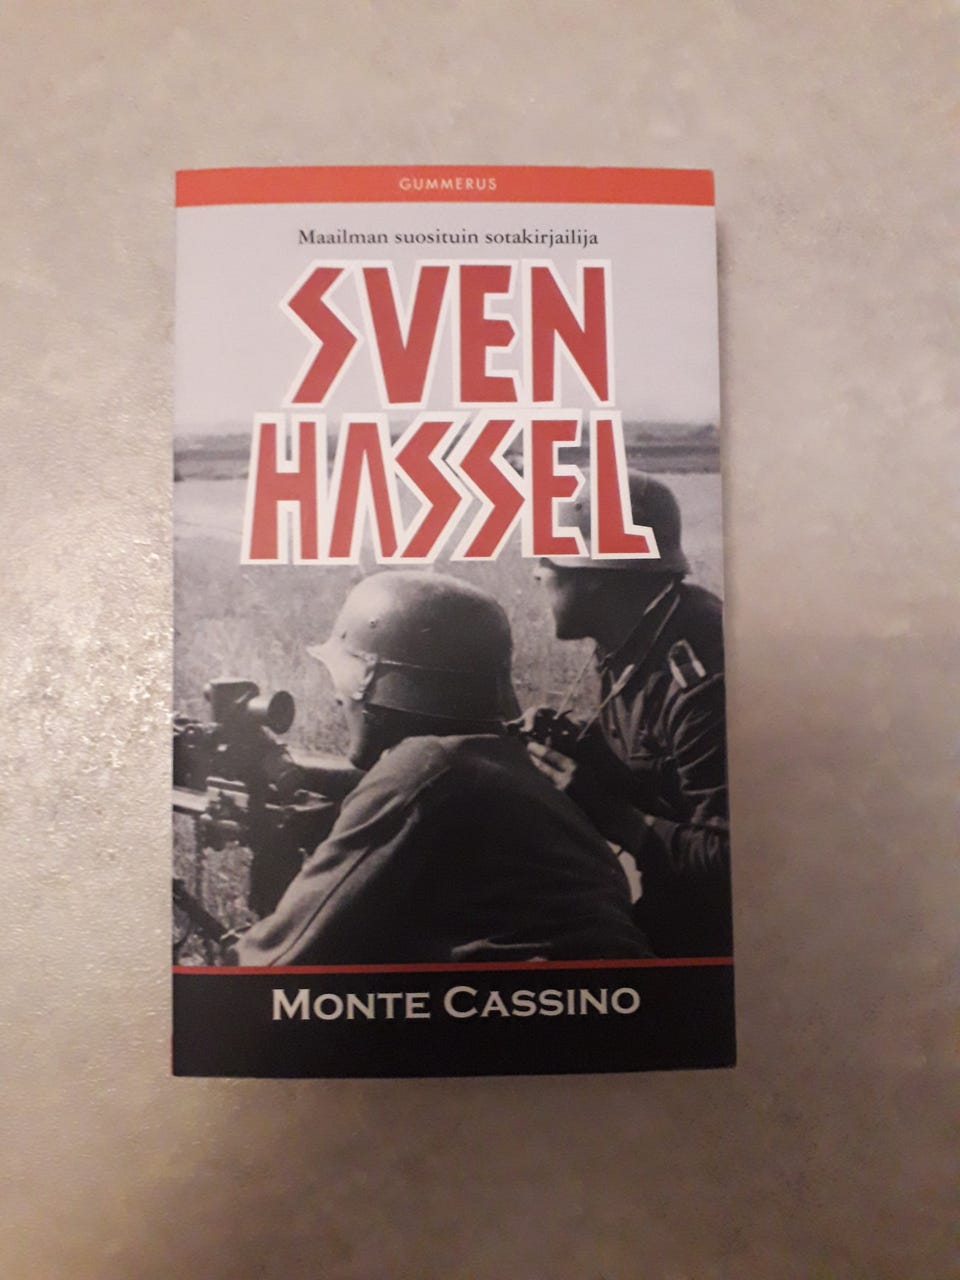 GUMMERUS
Maailman suosituin sotakirjailija
SVEN
HASSEL
MONTE CASSINO